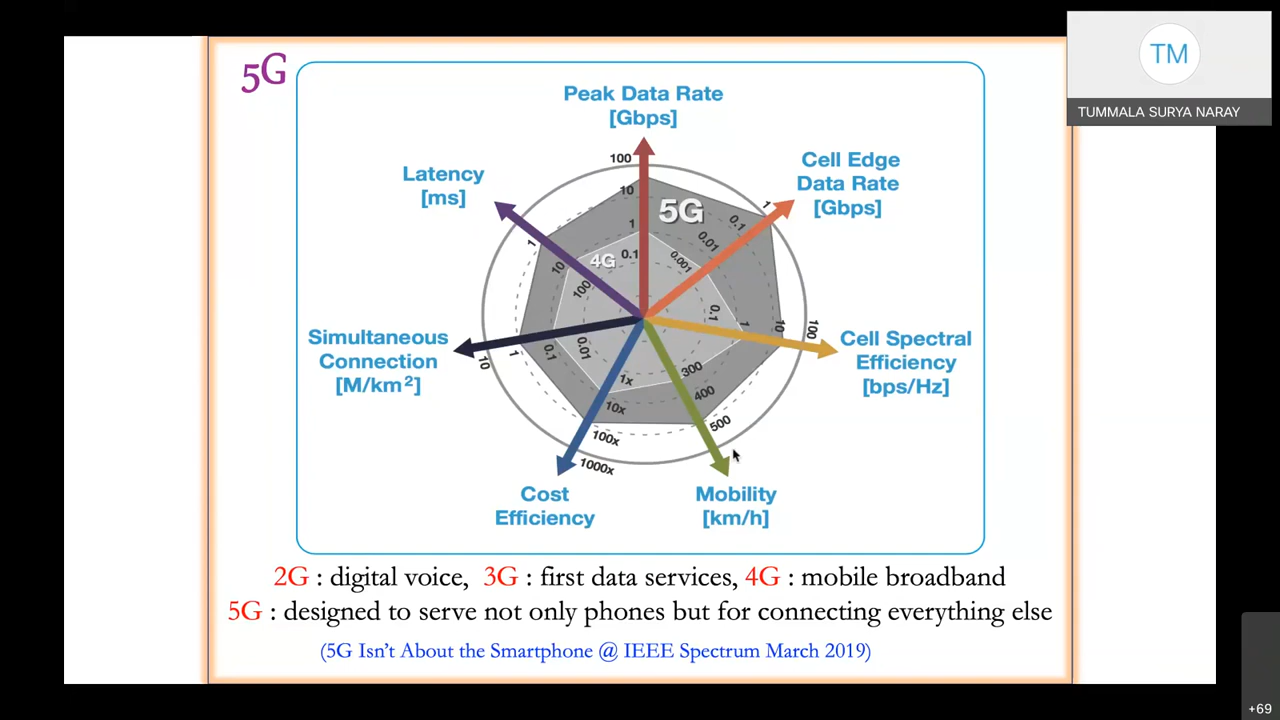 5G
TM
TUMMALA SURYA NARAY
Peak Data Rate
[Gbps]
Latency
[ms]
Cell Edge
Data Rate
[Gbps]
100
10
1
0.1
5G
4G
1
0.1
0.01
0.001
1
10
100
0.1
1
10
100
Simultaneous
Connection
[M/km²]
10
1
0.1
0.01
Cell Spectral
Efficiency
[bps/Hz]
1x
10x
100x
1000x
300
400
500
Cost
Efficiency
Mobility
[km/h]
2G : digital voice, 3G : first data services, 4G : mobile broadband
5G : designed to serve not only phones but for connecting everything else
(5G Isn't About the Smartphone @ IEEE Spectrum March 2019)
+69